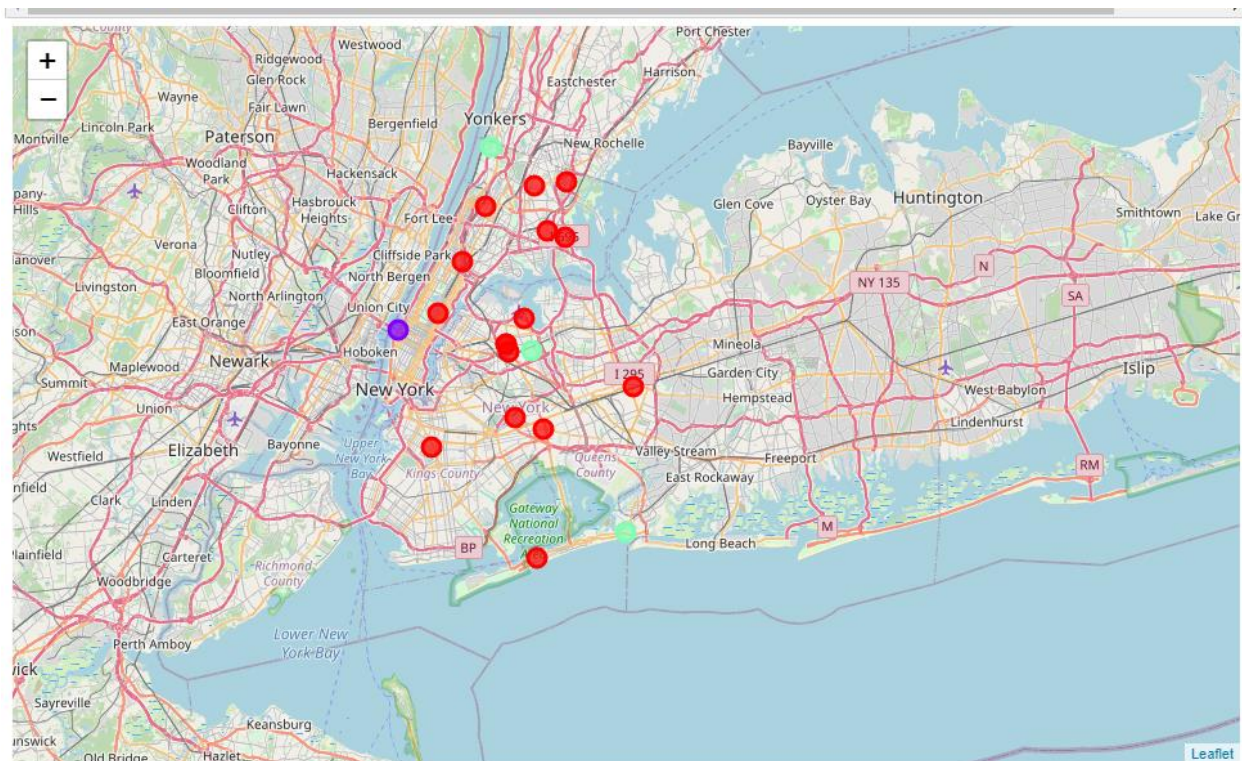 +
−
Port Chester
Westwood
Ridgewood
Glen Rock
Eastchester
Harrison
Wayne
Fair Lawn
Yonkers
Montville
Lincoln Park
Paterson
Bergenfield
New Rochelle
Bayville
Woodland
Park
Hackensack
Huntington
Hills
Clifton
Hasbrouck
Heights
Fort Lee
Glen Cove
Oyster Bay
Smithtown
Lake Gr
Verona
Nutley
Cliffside Park
Bloomfield
North Bergen
N
NY 135
SA
Livingston
North Arlington
Union City
East Orange
Maplewood
Newark
Hoboken
Mineola
Summit
New York
I 295
Garden City
Islip
Hempstead
West Babylon
Union
New York
Lindenhurst
Elizabeth
Bayonne
Upper
New York
Bay
Westfield
Kings County
Queens
County
Valley Stream
Freeport
East Rockaway
RM
Clark
Linden
Gateway
National
Recreation
M
BP
Long Beach
Plainfield
Carteret
Woodbridge
Richmond
County
Lower New
York Bay
Perth Amboy
Sayreville
Keansburg
Old Bridge
Hazlet
Leaflet